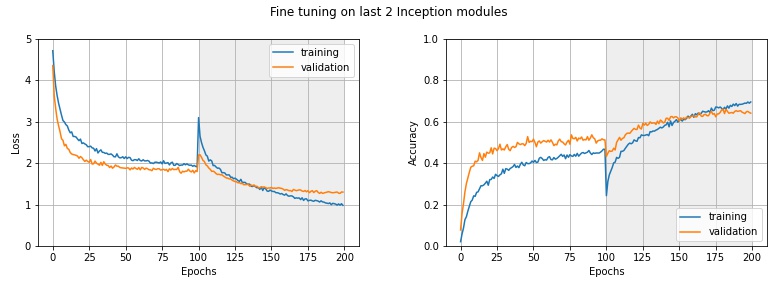 Fine tuning on last 2 Inception modules
Loss
5
4
3
2
1
0
training
validation
0 25 50 75 100 125 150 175 200
Epochs
Accuracy
1.0
0.8
0.6
0.4
0.2
0.0
training
validation
0 25 50 75 100 125 150 175 200
Epochs